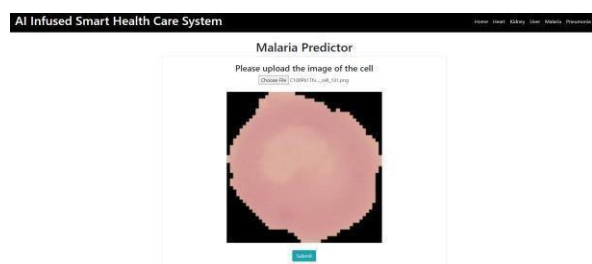 AI Infused Smart Health Care System
Home Heart Kidney Liver Malaria Pneumonia
Malaria Predictor
Please upload the image of the cell
Choose File
Submit